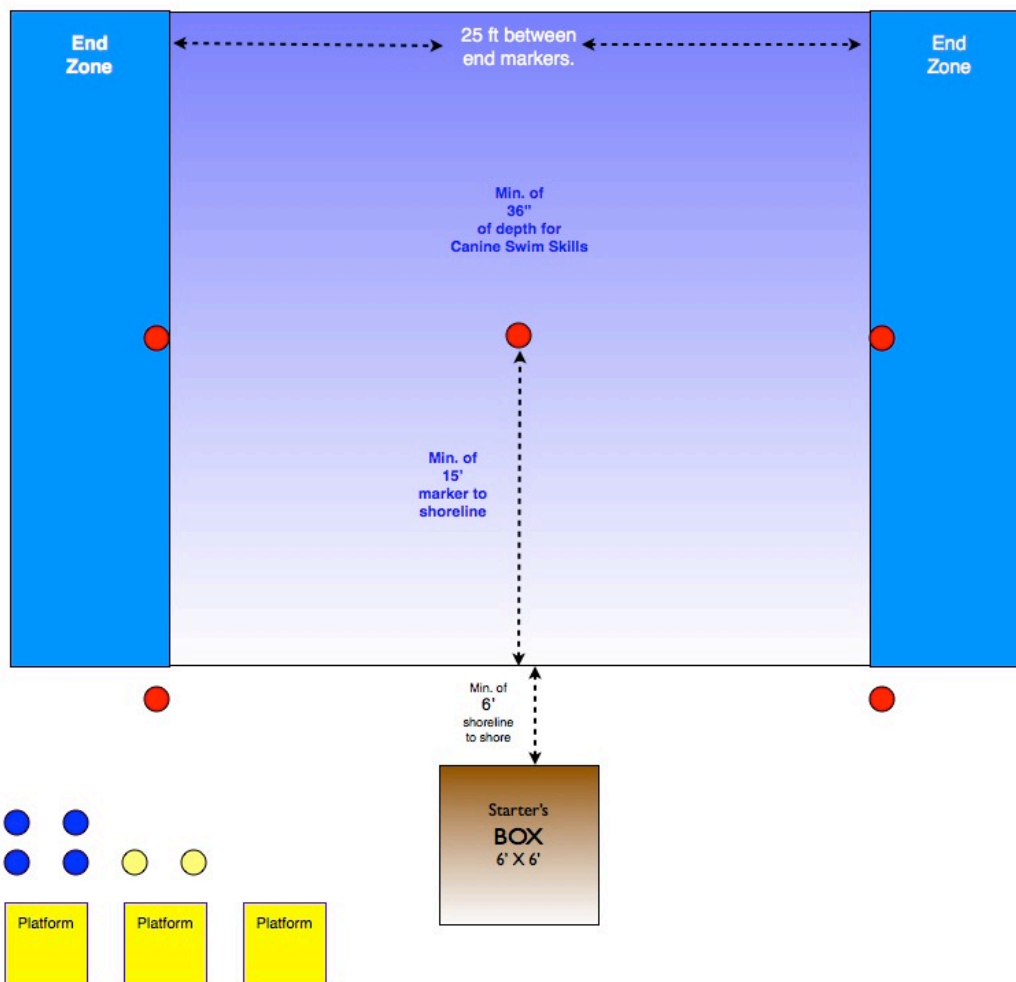 End
Zone
25 ft between
end markers.
End
Zone
Min. of
36"
of depth for
Canine Swim Skills
Min. of
15'
marker to
shoreline
Min. of
6'
shoreline
to shore
Starter's
BOX
6' X 6'
Platform
Platform
Platform